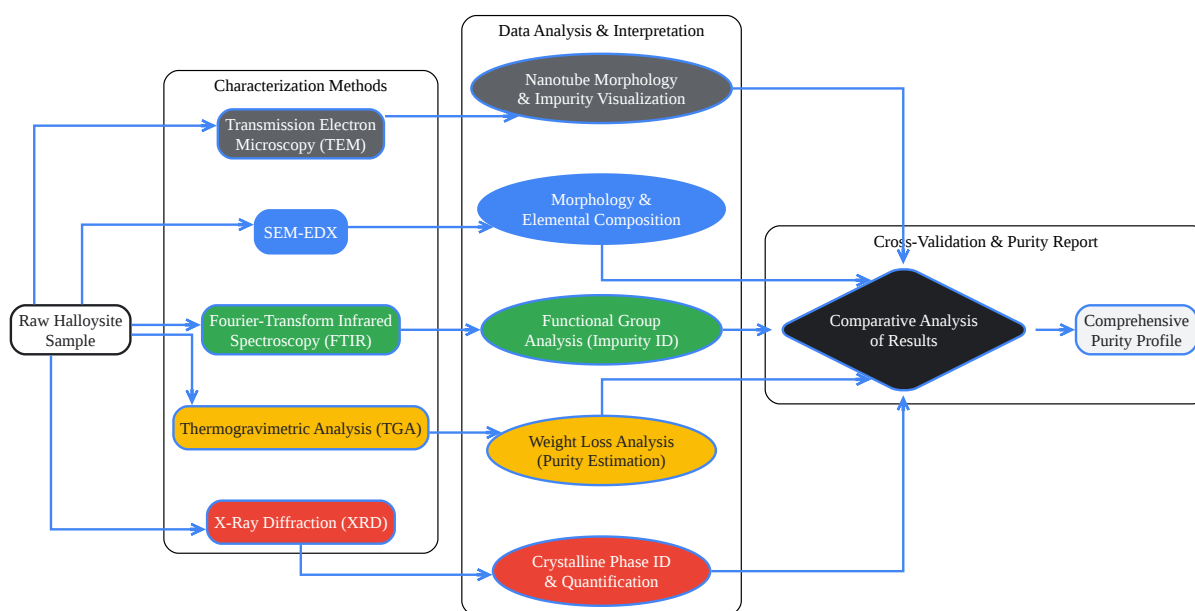 Data Analysis & Interpretation
Nanotube Morphology
& Impurity Visualization
Characterization Methods
Transmission Electron
Microscopy (TEM)
Morphology &
Elemental Composition
SEM-EDX
Cross-Validation & Purity Report
Raw Halloysite
Sample
Fourier-Transform Infrared
Spectroscopy (FTIR)
Functional Group
Analysis (Impurity ID)
Comparative Analysis
of Results
Comprehensive
Purity Profile
Thermogravimetric Analysis (TGA)
Weight Loss Analysis
(Purity Estimation)
X-Ray Diffraction (XRD)
Crystalline Phase ID
& Quantification